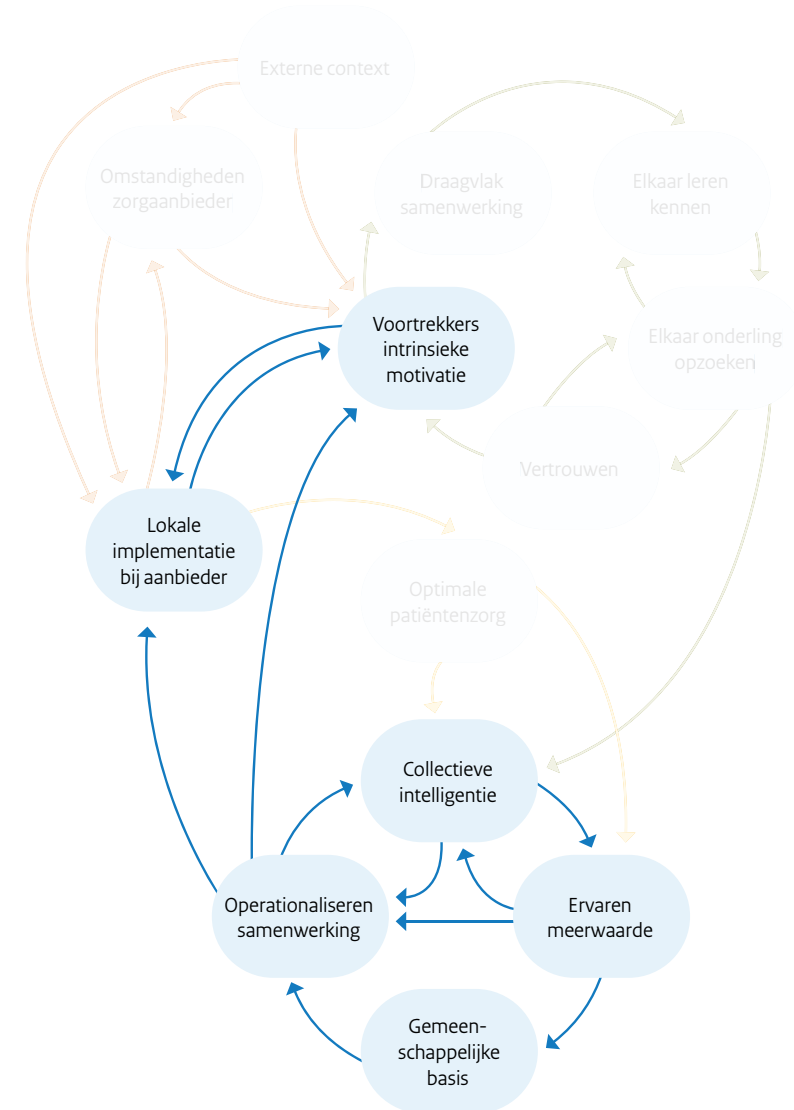 Externe context
Omstandigheden
zorgaanbieder
Draagvlak
samenwerking
Elkaar leren
kennen
Voortrekkers
intrinsieke
motivatie
Elkaar onderling
opzoeken
Vertrouwen
Lokale
implementatie
bij aanbieder
Optimale
patiëntenzorg
Collectieve
intelligentie
Operationaliseren
samenwerking
Ervaren
meerwaarde
Gemeen-
schappelijke
basis